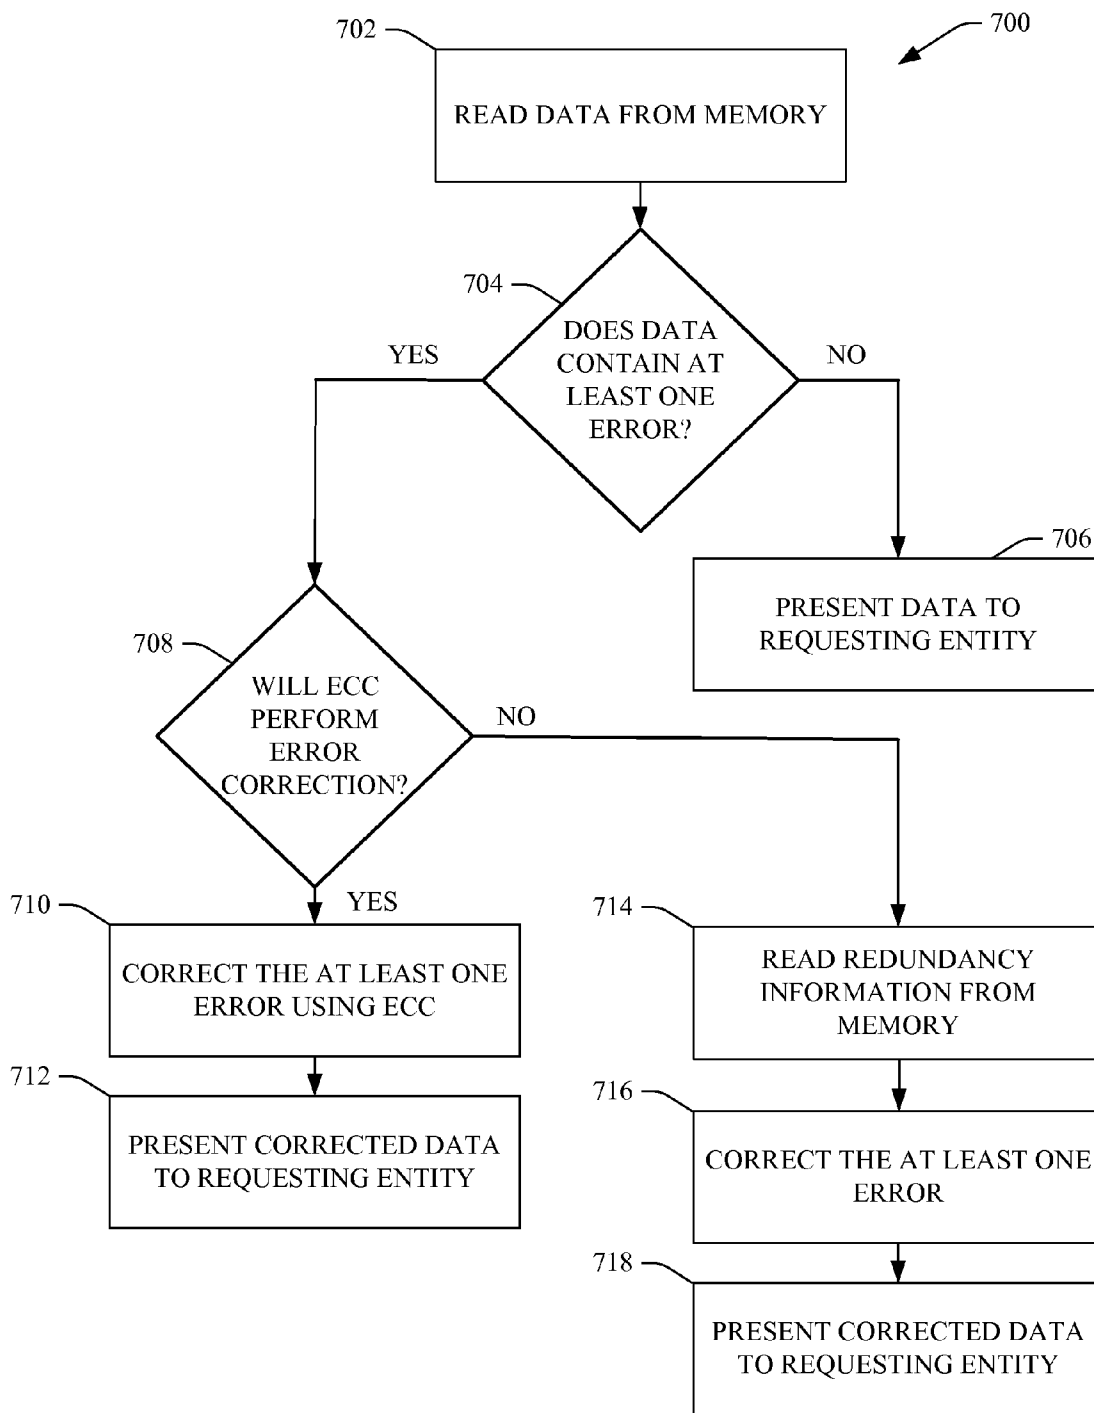 702
700
READ DATA FROM MEMORY
704
DOES DATA
CONTAIN AT
LEAST ONE
ERROR?
YES
NO
706
PRESENT DATA TO
REQUESTING ENTITY
708
WILL ECC
PERFORM
ERROR
CORRECTION?
NO
YES
710
CORRECT THE AT LEAST ONE
ERROR USING ECC
712
PRESENT CORRECTED DATA
TO REQUESTING ENTITY
714
READ REDUNDANCY
INFORMATION FROM
MEMORY
716
CORRECT THE AT LEAST ONE
ERROR
718
PRESENT CORRECTED DATA
TO REQUESTING ENTITY